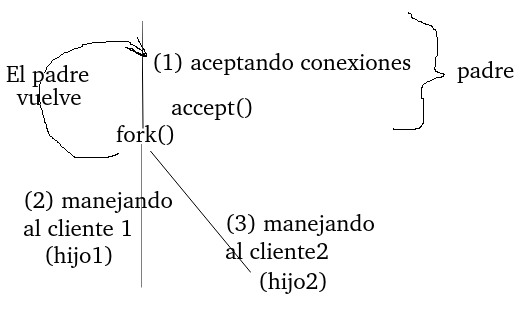 (1) aceptando conexiones
padre
El padre
vuelve
accept()
fork()
(2) manejando
al cliente 1
(hijo1)
(3) manejando
al cliente2
(hijo2)